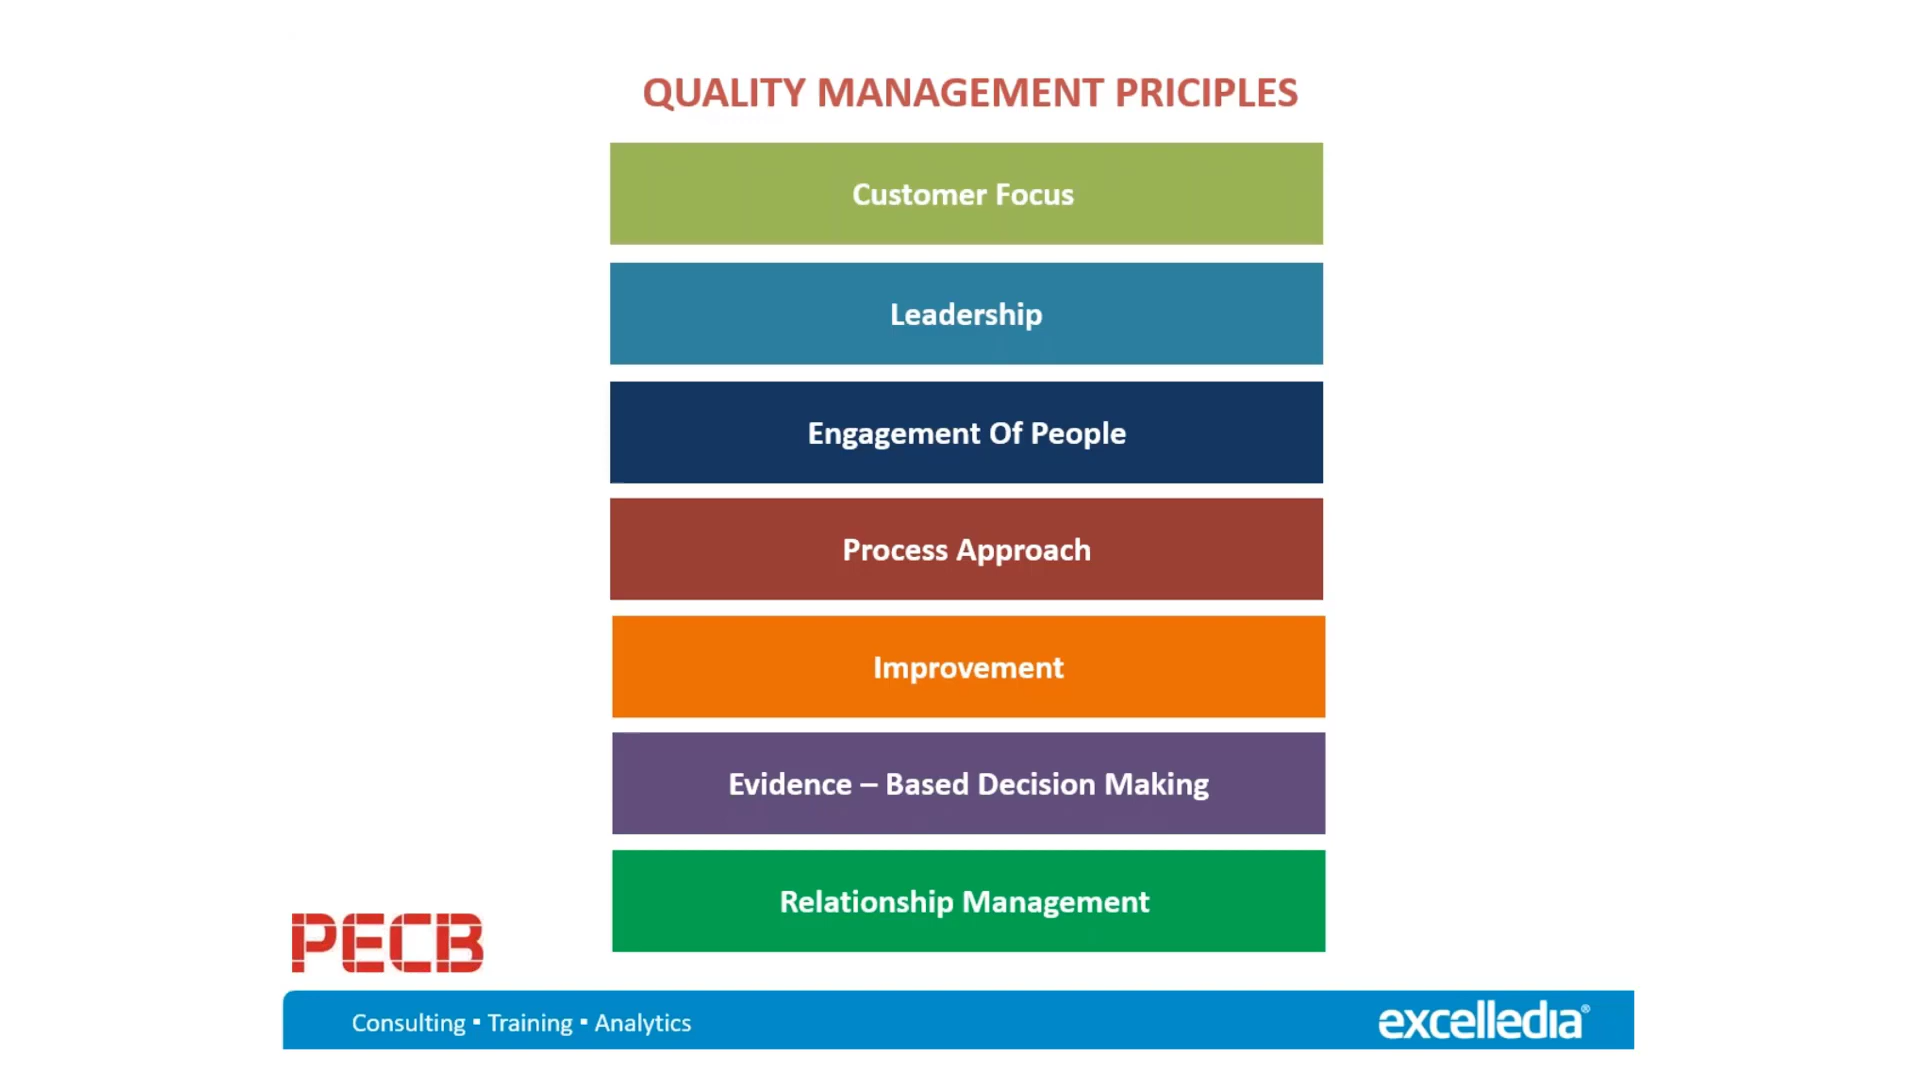 QUALITY MANAGEMENT PRICIPLES
Customer Focus
Leadership
Engagement Of People
Process Approach
Improvement
Evidence – Based Decision Making
Relationship Management
PECB
Consulting ▪ Training ▪ Analytics
excelledia®